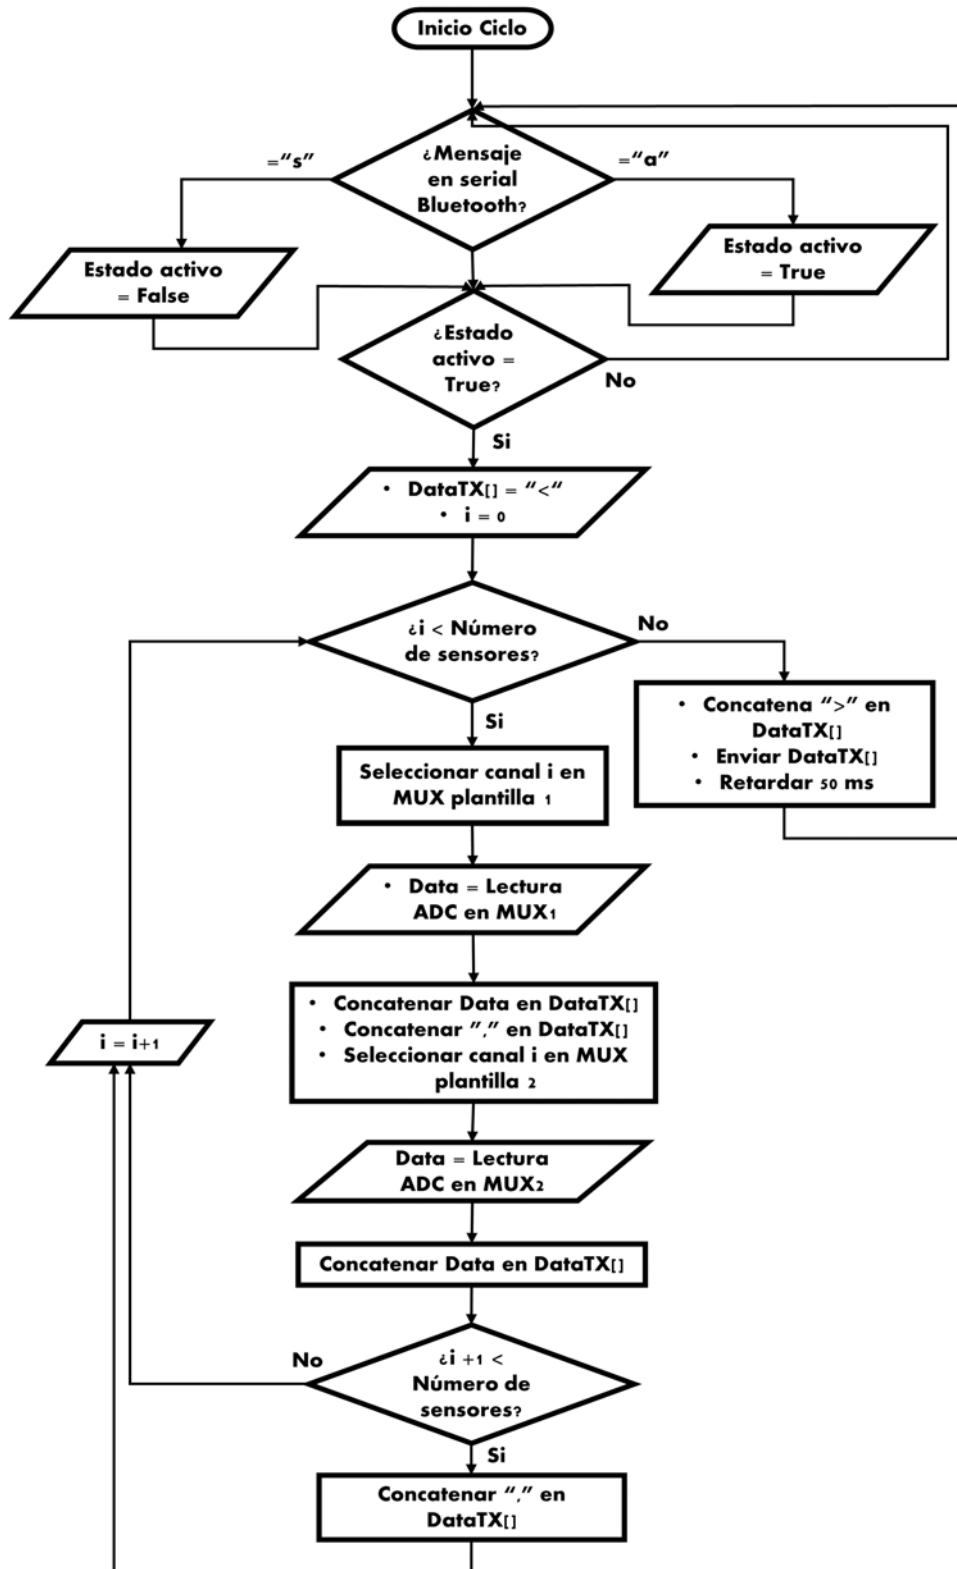 Inicio Ciclo
¿Mensaje
en serial
Bluetooth?
="s"
="a"
Estado activo
= False
Estado activo
= True
¿Estado
activo =
True?
No
Si
• DataTX[] = "<"
• i = 0
¿i < Número
de sensores?
No
Si
• Concatena ">" en
DataTX[]
• Enviar DataTX[]
• Retardar 50 ms
Seleccionar canal i en
MUX plantilla 1
• Data = Lectura
ADC en MUX1
• Concatenar Data en DataTX[]
• Concatenar "," en DataTX[]
• Seleccionar canal i en MUX
plantilla 2
i = i+1
Data = Lectura
ADC en MUX2
Concatenar Data en DataTX[]
¿i +1 <
Número de
sensores?
No
Si
Concatenar "," en
DataTX[]